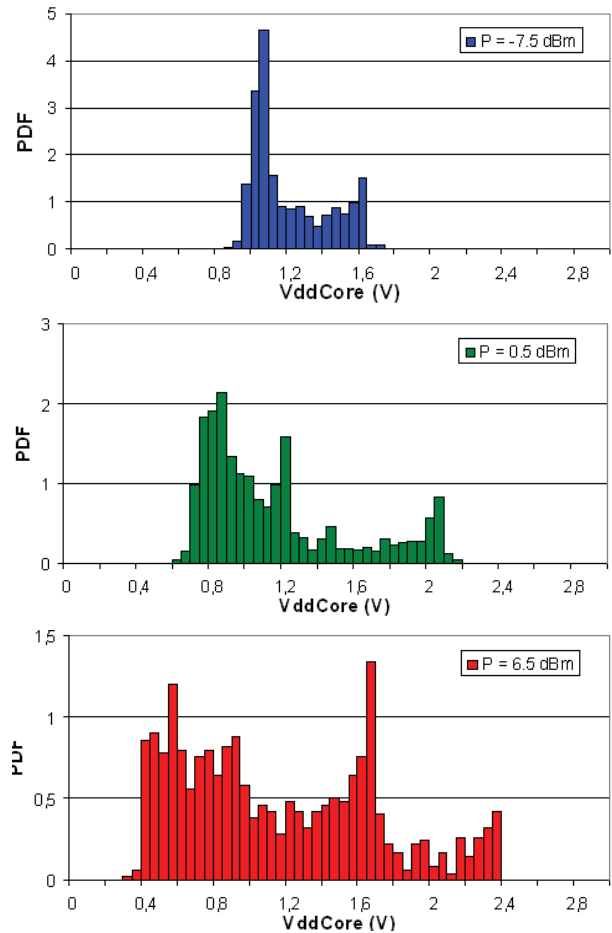 5
P = -7.5 dBm
4
3
PDF
2
1
0
0 0,4 0,8 1,2 1,6 2 2,4 2,8
VddCore (V)
3
P = 0.5 dBm
2
PDF
1
0
0 0,4 0,8 1,2 1,6 2 2,4 2,8
VddCore (V)
1,5
P = 6.5 dBm
1
PDF
0,5
0
0 0,4 0,8 1,2 1,6 2 2,4 2,8
VddCore (V)